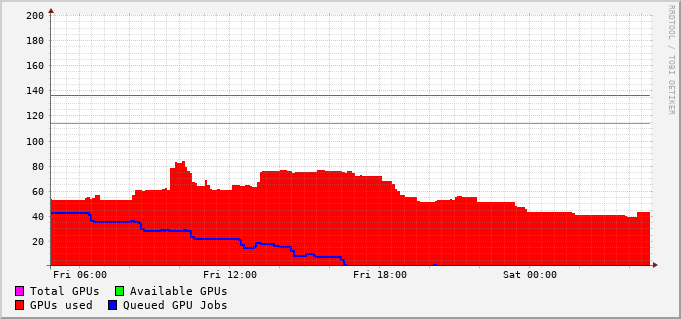 200
180
160
140
120
100
80
60
40
20
Fri 06:00 Fri 12:00 Fri 18:00 Sat 00:00
Total GPUs Available GPUs
GPUs used Queued GPU Jobs
RRDTOOL / TOBI OETIKER